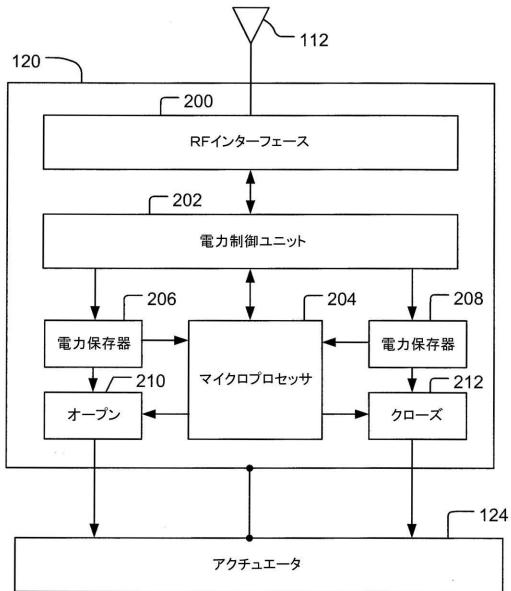 112
120
200
RFインターフェース
202
電力制御ユニット
206
204
208
電力保存器
マイクロプロセッサ
電力保存器
210
212
オープン
クローズ
124
アクチュエータ